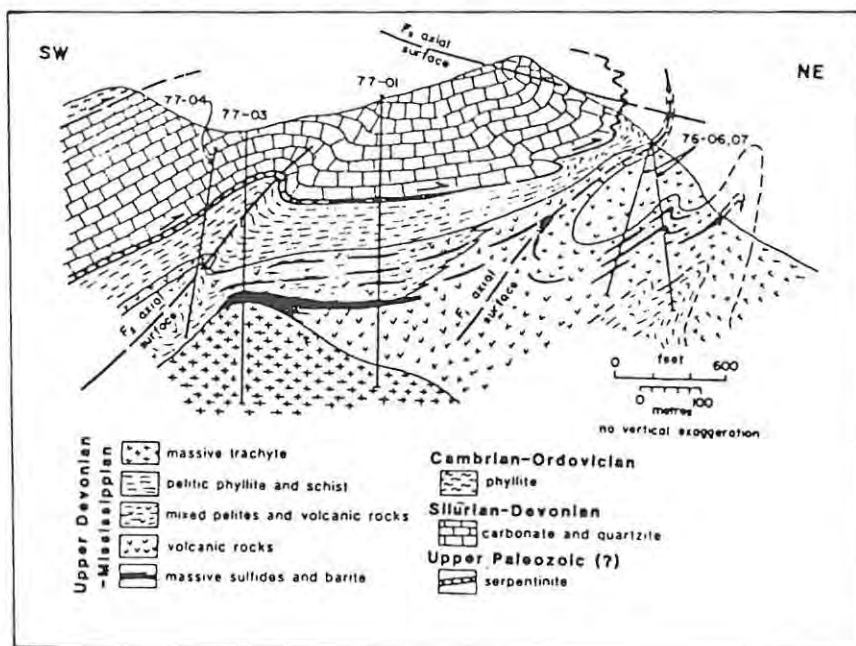 SW
NE
F₂ axial
surface
77-04
77-03
77-01
76-06,07
F₂ axial
surface
F₁ axial
surface
0 feet 600
0 metres 100
no vertical exaggeration
Upper Devonian
-Mississippian
massive trachyte
pelitic phyllite and schist
mixed pelites and volcanic rocks
volcanic rocks
massive sulfides and barite
Cambrian-Ordovician
phyllite
Silurian-Devonian
carbonate and quartzite
Upper Paleozoic (?)
serpentinite